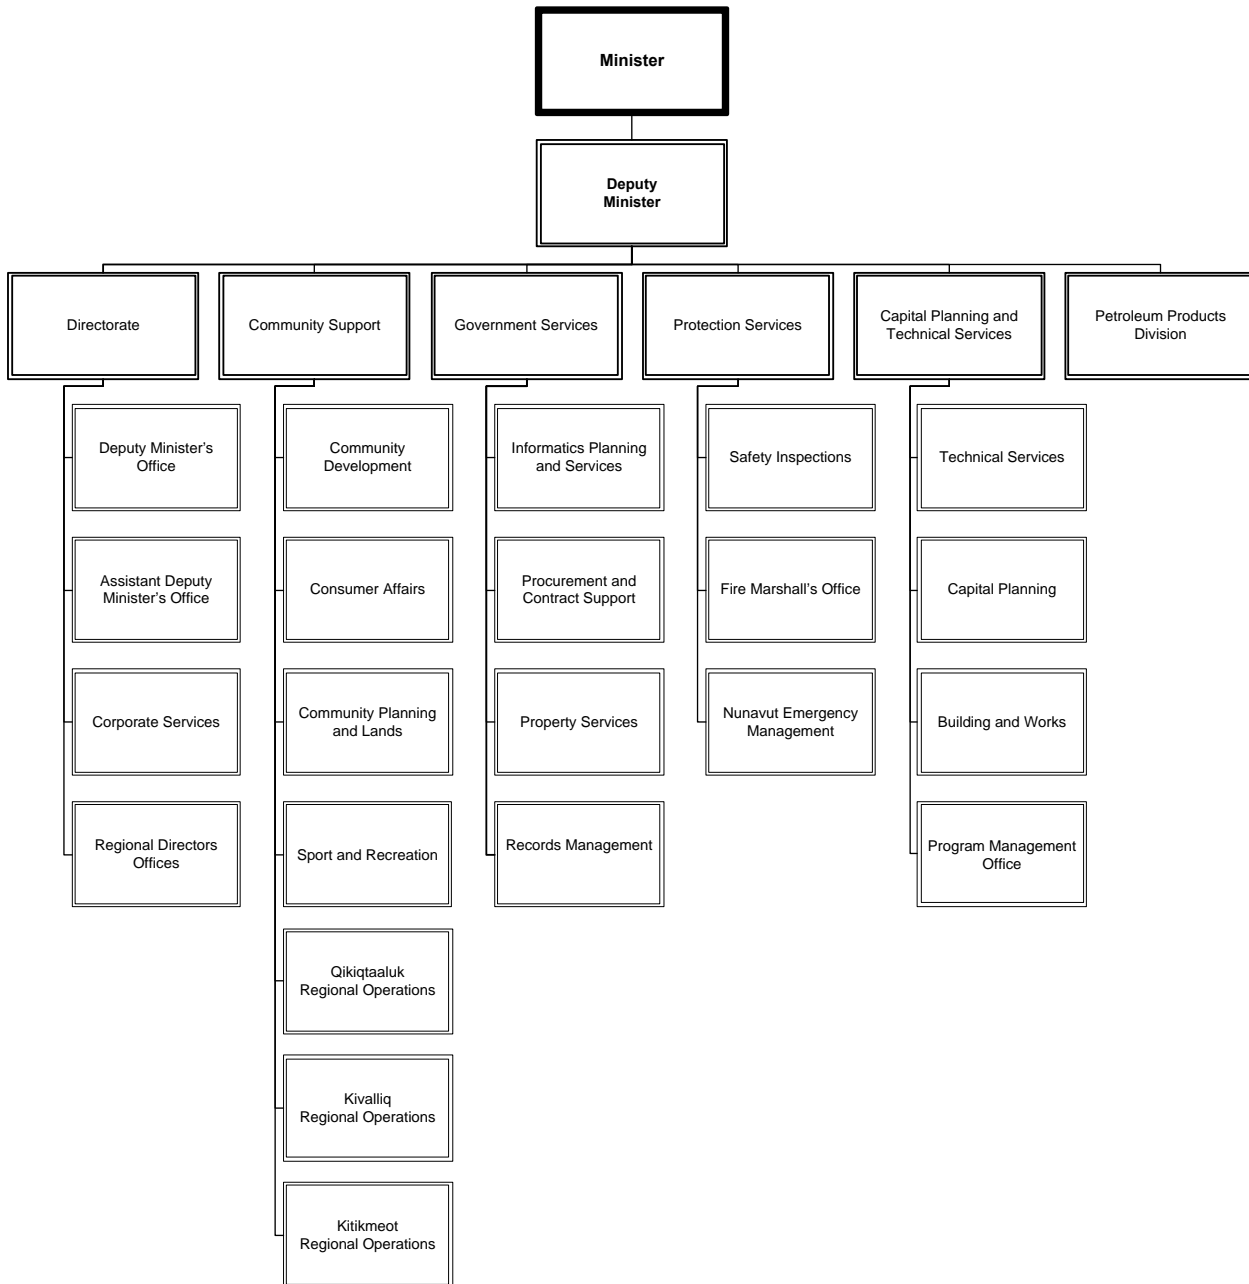 Minister
Deputy
Minister
Directorate
Community Support
Government Services
Protection Services
Capital Planning and
Technical Services
Petroleum Products
Division
Deputy Minister's
Office
Assistant Deputy
Minister's Office
Corporate Services
Regional Directors
Offices
Community
Development
Consumer Affairs
Community Planning
and Lands
Sport and Recreation
Qikiqtaaluk
Regional Operations
Kivalliq
Regional Operations
Kitikmeot
Regional Operations
Informatics Planning
and Services
Procurement and
Contract Support
Property Services
Records Management
Safety Inspections
Fire Marshall's Office
Nunavut Emergency
Management
Technical Services
Capital Planning
Building and Works
Program Management
Office